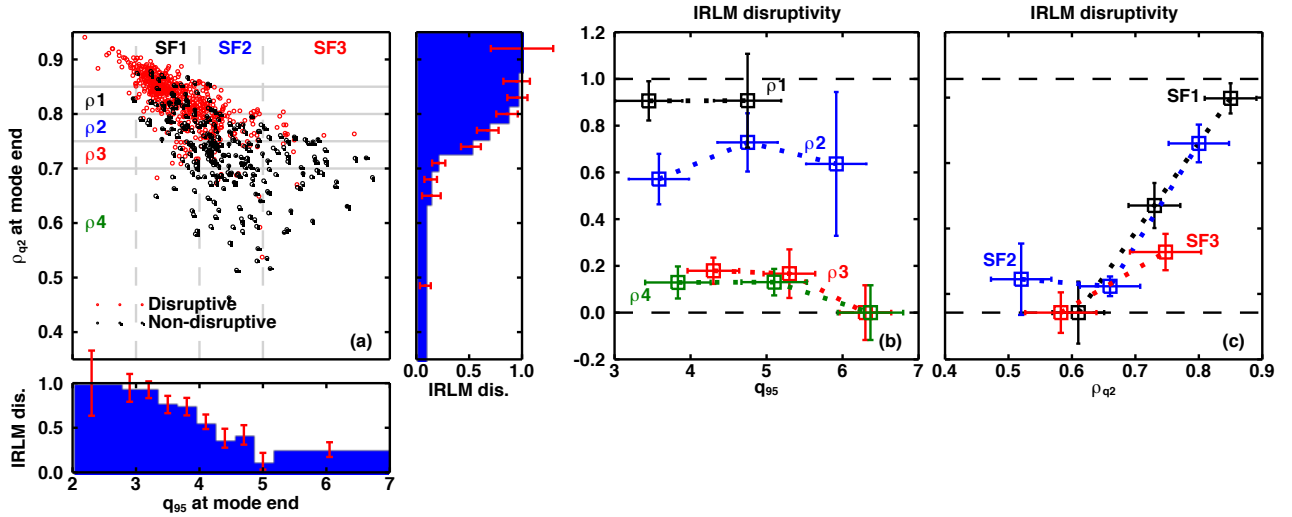 SF1 SF2 SF3
0.9
0.8
0.7
0.6
0.5
0.4
ρq2 at mode end
ρ1
ρ2
ρ3
ρ4
Disruptive
Non-disruptive
(a)
0.0 0.5 1.0
IRLM dis.
1.0
0.5
0.0
IRLM dis.
2 3 4 5 6 7
q95 at mode end
IRLM disruptivity
1.2
1.0
0.8
0.6
0.4
0.2
0.0
-0.2
ρ1
ρ2
ρ3
ρ4
(b)
3 4 5 6 7
q95
IRLM disruptivity
SF1
SF2
SF3
(c)
0.4 0.5 0.6 0.7 0.8 0.9
ρq2